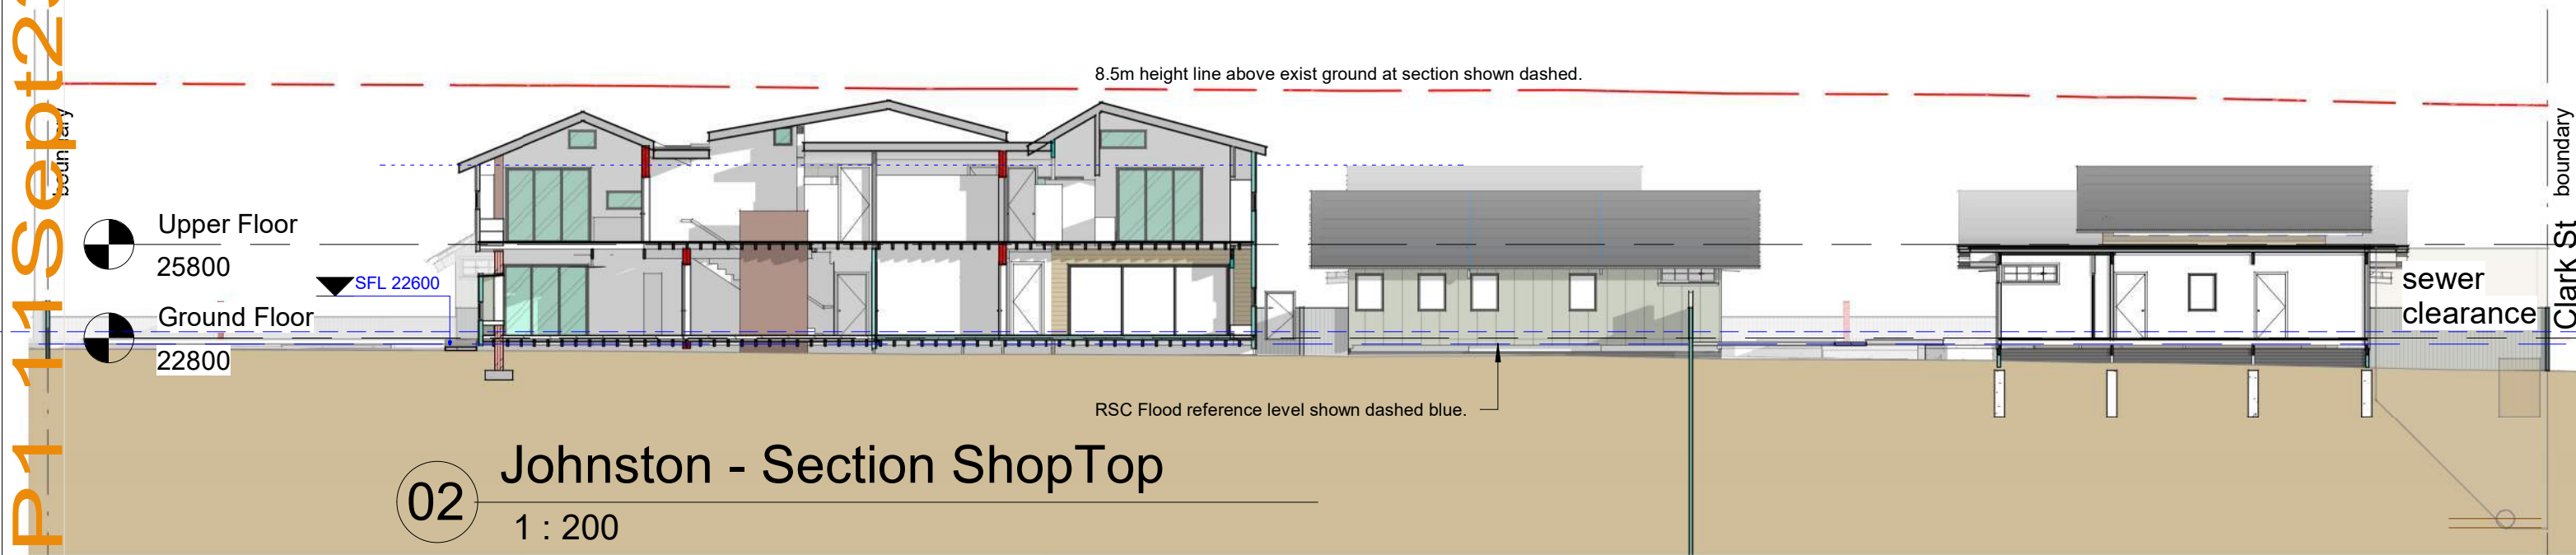 8.5m height line above exist ground at section shown dashed.
boundary
boundary
Upper Floor
25800
SFL 22600
Ground Floor
22800
sewer
clearance
Clark St
RSC Flood reference level shown dashed blue.
02
Johnston - Section ShopTop
1 : 200
P1 11Sept2